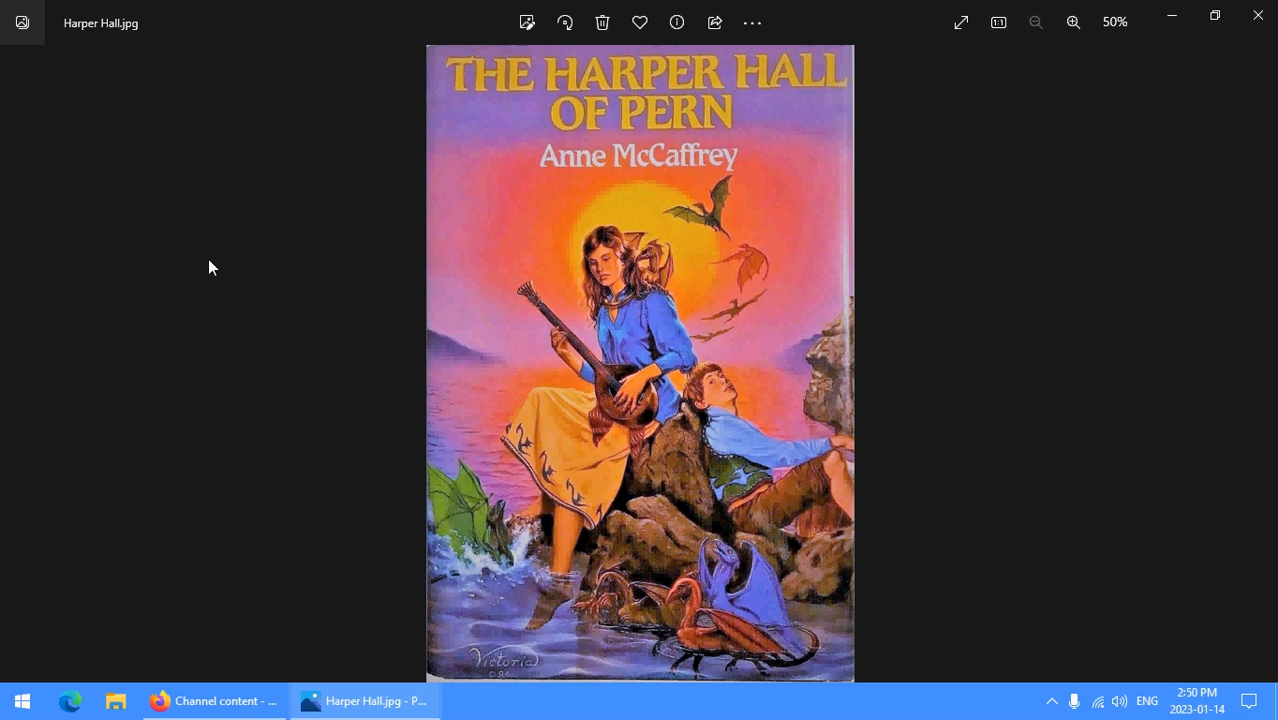 Harper Hall.jpg
50%
THE HARPER HALL
OF PERN
Anne McCaffrey
Victoria
Channel content - ...
Harper Hall.jpg - P...
ENG
2:50 PM
2023-01-14